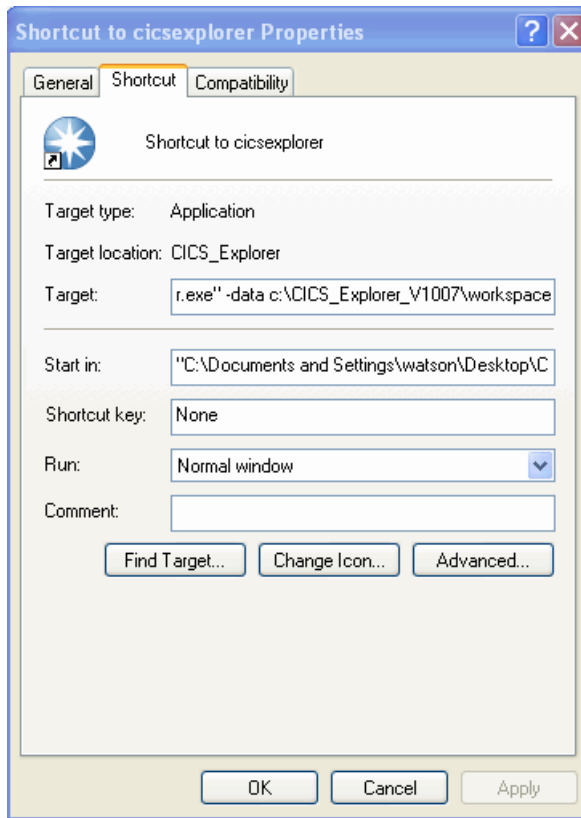 Shortcut to cicsexplorer Properties
General Shortcut Compatibility
Shortcut to cicsexplorer
Target type: Application
Target location: CICS_Explorer
Target: r.exe" -data c:\CICS_Explorer_V1007\workspace
Start in: "C:\Documents and Settings\watson\Desktop\C
Shortcut key: None
Run: Normal window
Comment:
Find Target... Change Icon... Advanced...
OK Cancel Apply